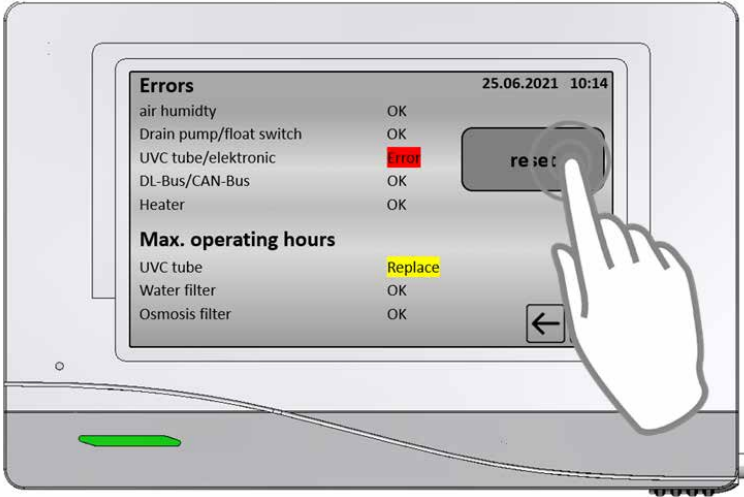 Errors 25.06.2021 10:14
air humidty OK
Drain pump/float switch OK
UVC tube/elektronic Error
DL-Bus/CAN-Bus OK
Heater OK
reset
Max. operating hours
UVC tube Replace
Water filter OK
Osmosis filter OK